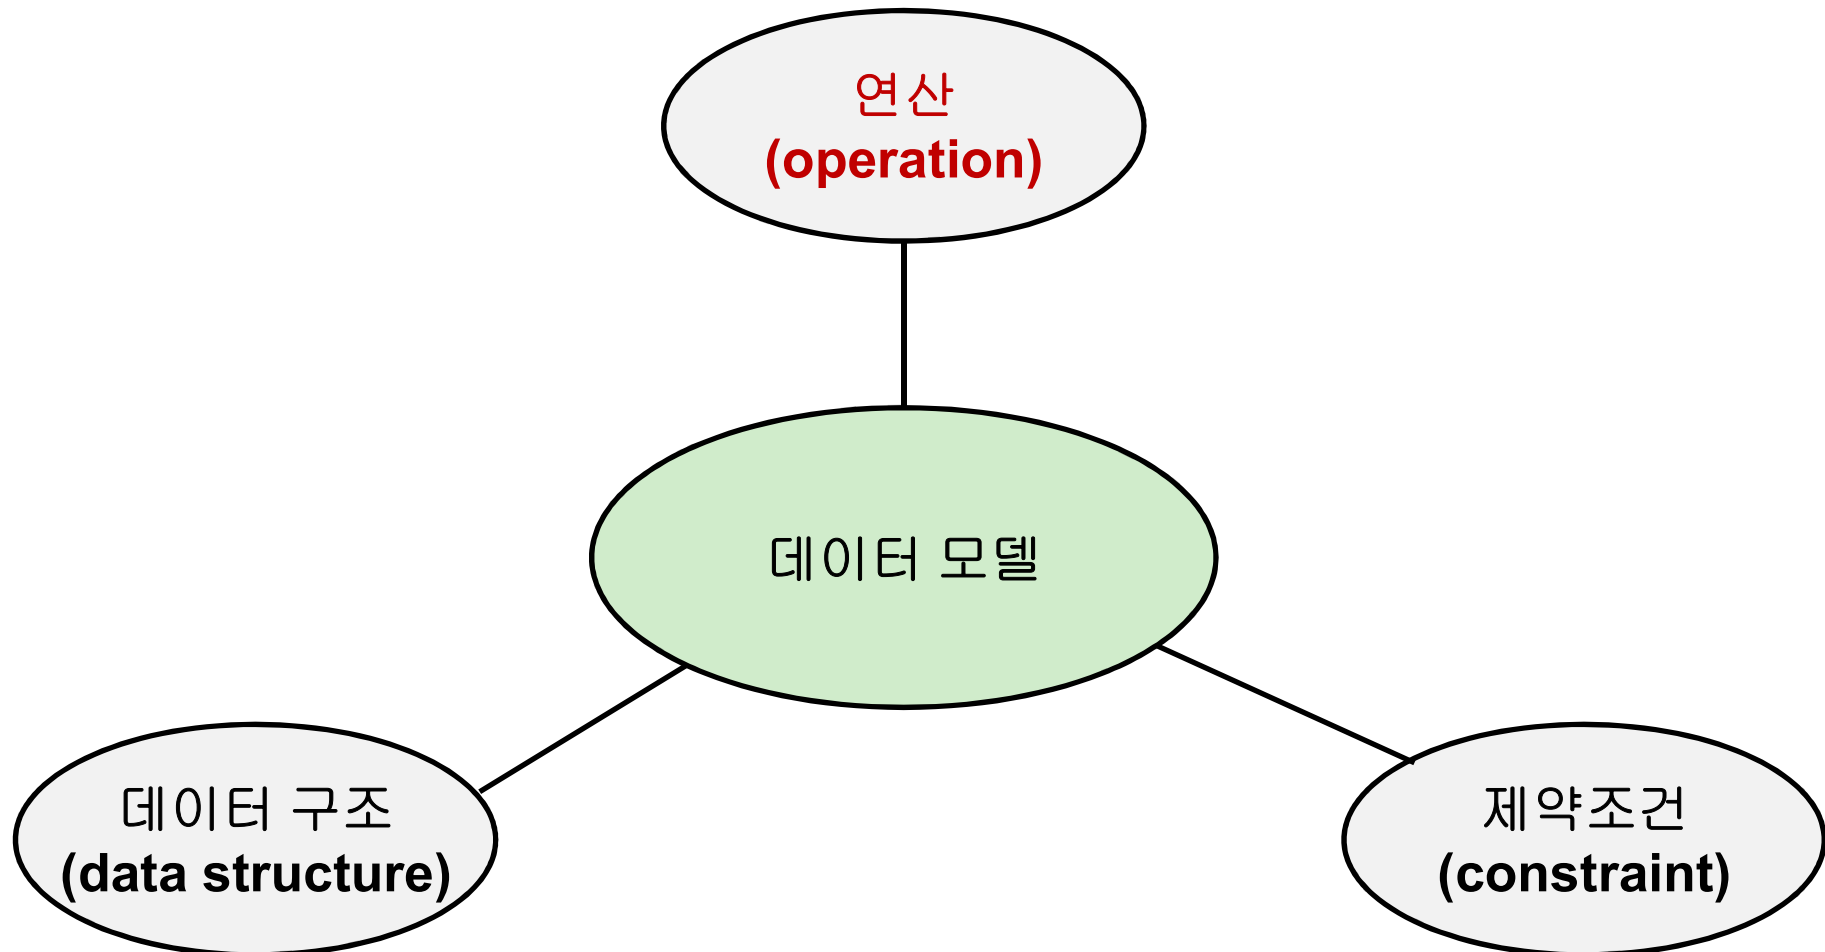 연산
(operation)
데이터 모델
데이터 구조
(data structure)
제약조건
(constraint)